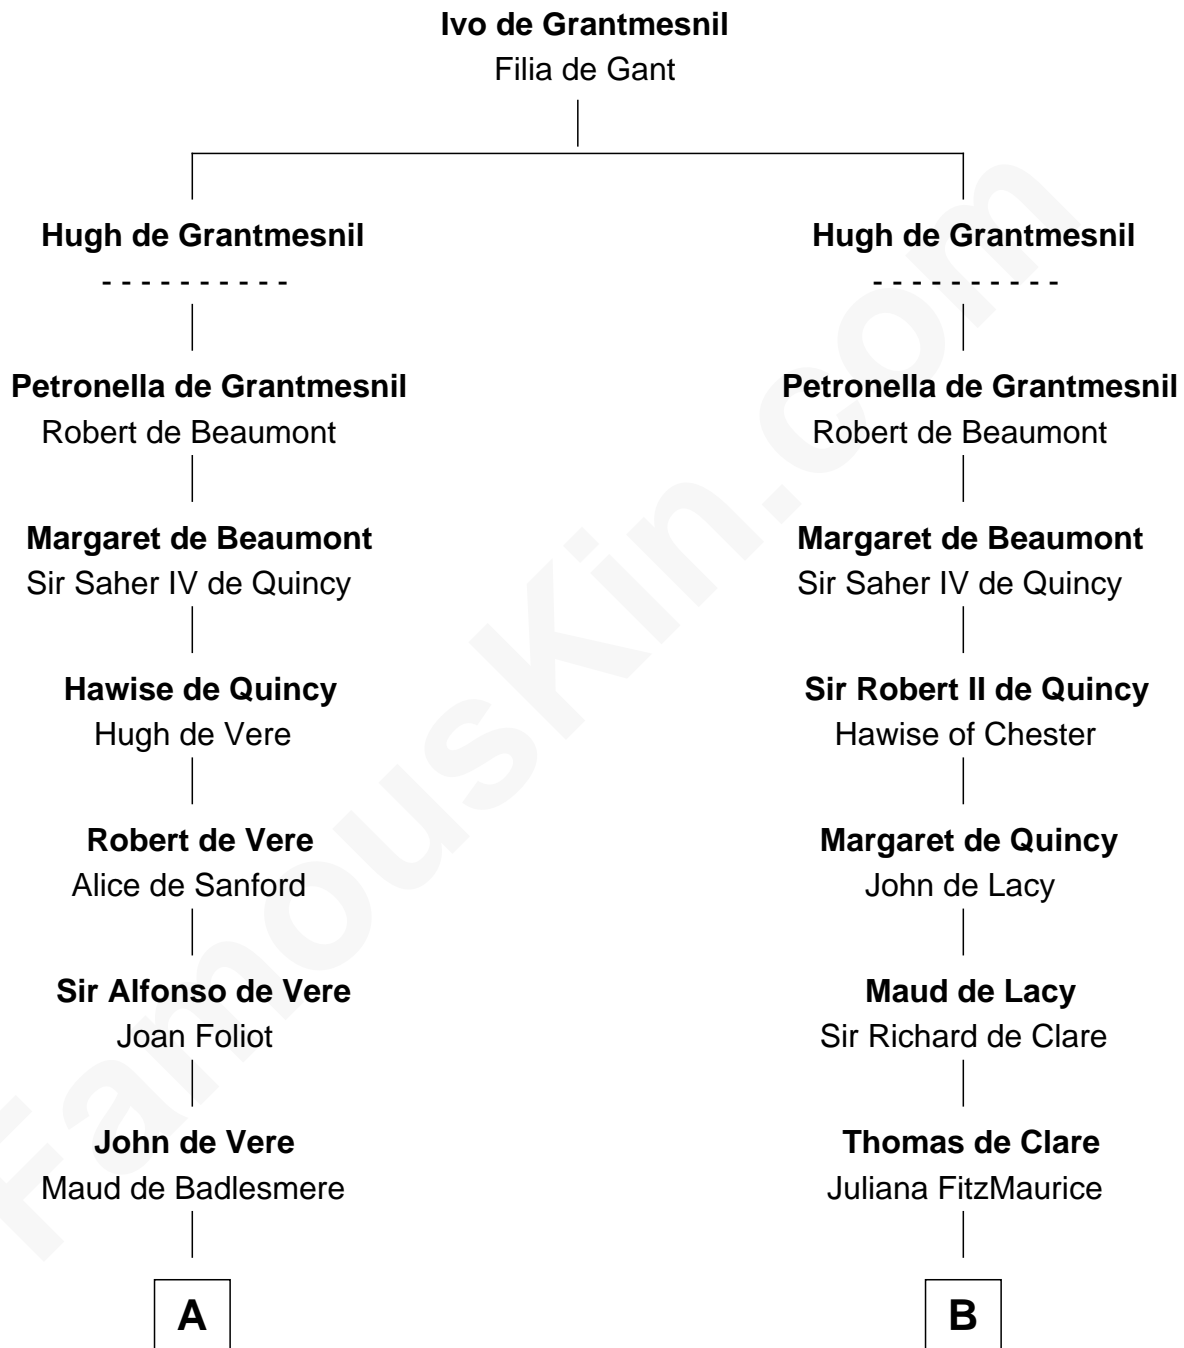 Ivo de Grantmesnil
Filia de Gant
Hugh de Grantmesnil
- - - - - - - - - -
Petronella de Grantmesnil
Robert de Beaumont
Margaret de Beaumont
Sir Saher IV de Quincy
Hawise de Quincy
Hugh de Vere
Robert de Vere
Alice de Sanford
Sir Alfonso de Vere
Joan Foliot
John de Vere
Maud de Badlesmere
A
Hugh de Grantmesnil
- - - - - - - - - -
Petronella de Grantmesnil
Robert de Beaumont
Margaret de Beaumont
Sir Saher IV de Quincy
Sir Robert II de Quincy
Hawise of Chester
Margaret de Quincy
John de Lacy
Maud de Lacy
Sir Richard de Clare
Thomas de Clare
Juliana FitzMaurice
B
FamousKin.com